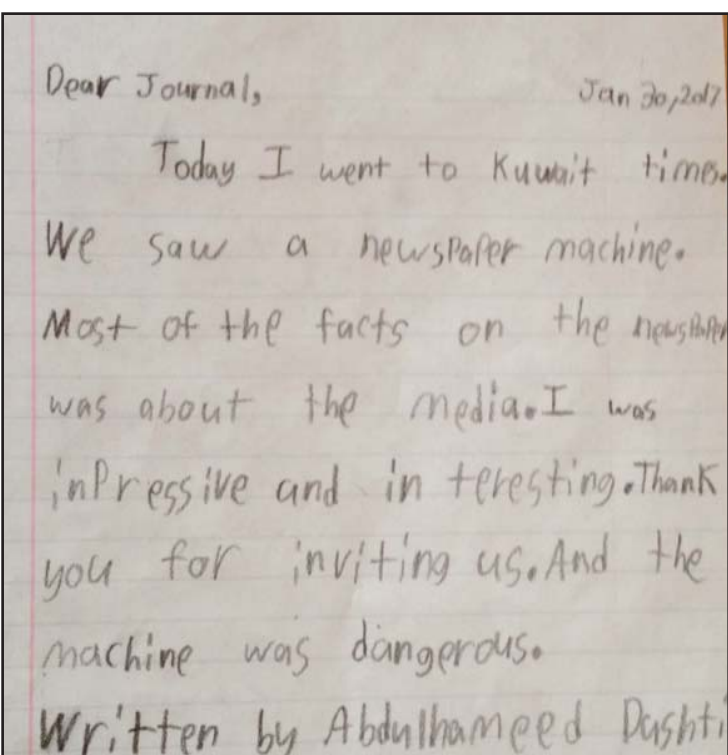 Dear Journal, Jan 30, 2017
Today I went to Kuwait times.
We saw a newspaper machine.
Most of the facts on the newspaper
was about the media. I was
inpressive and in teresting. Thank
you for inviting us. And the
machine was dangerous.
Written by Abdulhameed Dashti